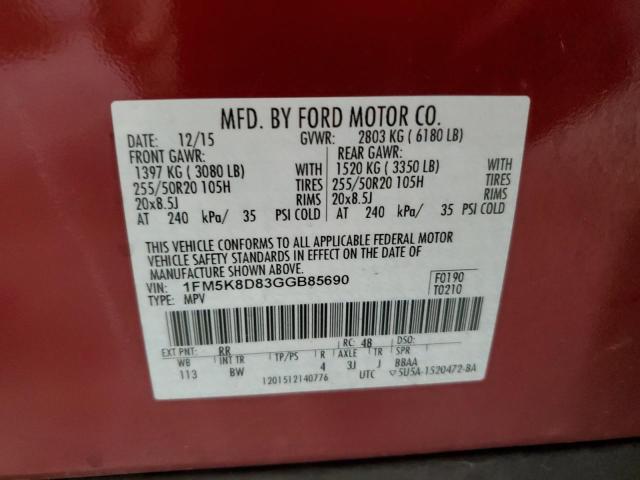 MFD. BY FORD MOTOR CO.
DATE: 12/15 GVWR: 2803 KG ( 6180 LB)
FRONT GAWR: REAR GAWR:
1397 KG ( 3080 LB) WITH 1520 KG ( 3350 LB) WITH
255/50R20 105H TIRES 255/50R20 105H TIRES
20x8.5J RIMS 20x8.5J RIMS
AT 240 kPa/ 35 PSI COLD AT 240 kPa/ 35 PSI COLD
THIS VEHICLE CONFORMS TO ALL APPLICABLE FEDERAL MOTOR
VEHICLE SAFETY STANDARDS IN EFFECT ON THE DATE OF
MANUFACTURE SHOWN ABOVE.
VIN: 1FM5K8D83GGB85690 F0190
TYPE: MPV T0210
EXT PNT: RR RC: 48 DSO:
WB INT TR TP/PS R AXLE TR SPR
113 BW 4 3J J BBAA
1201512140776 UTC ▽5U5A-1520472-BA